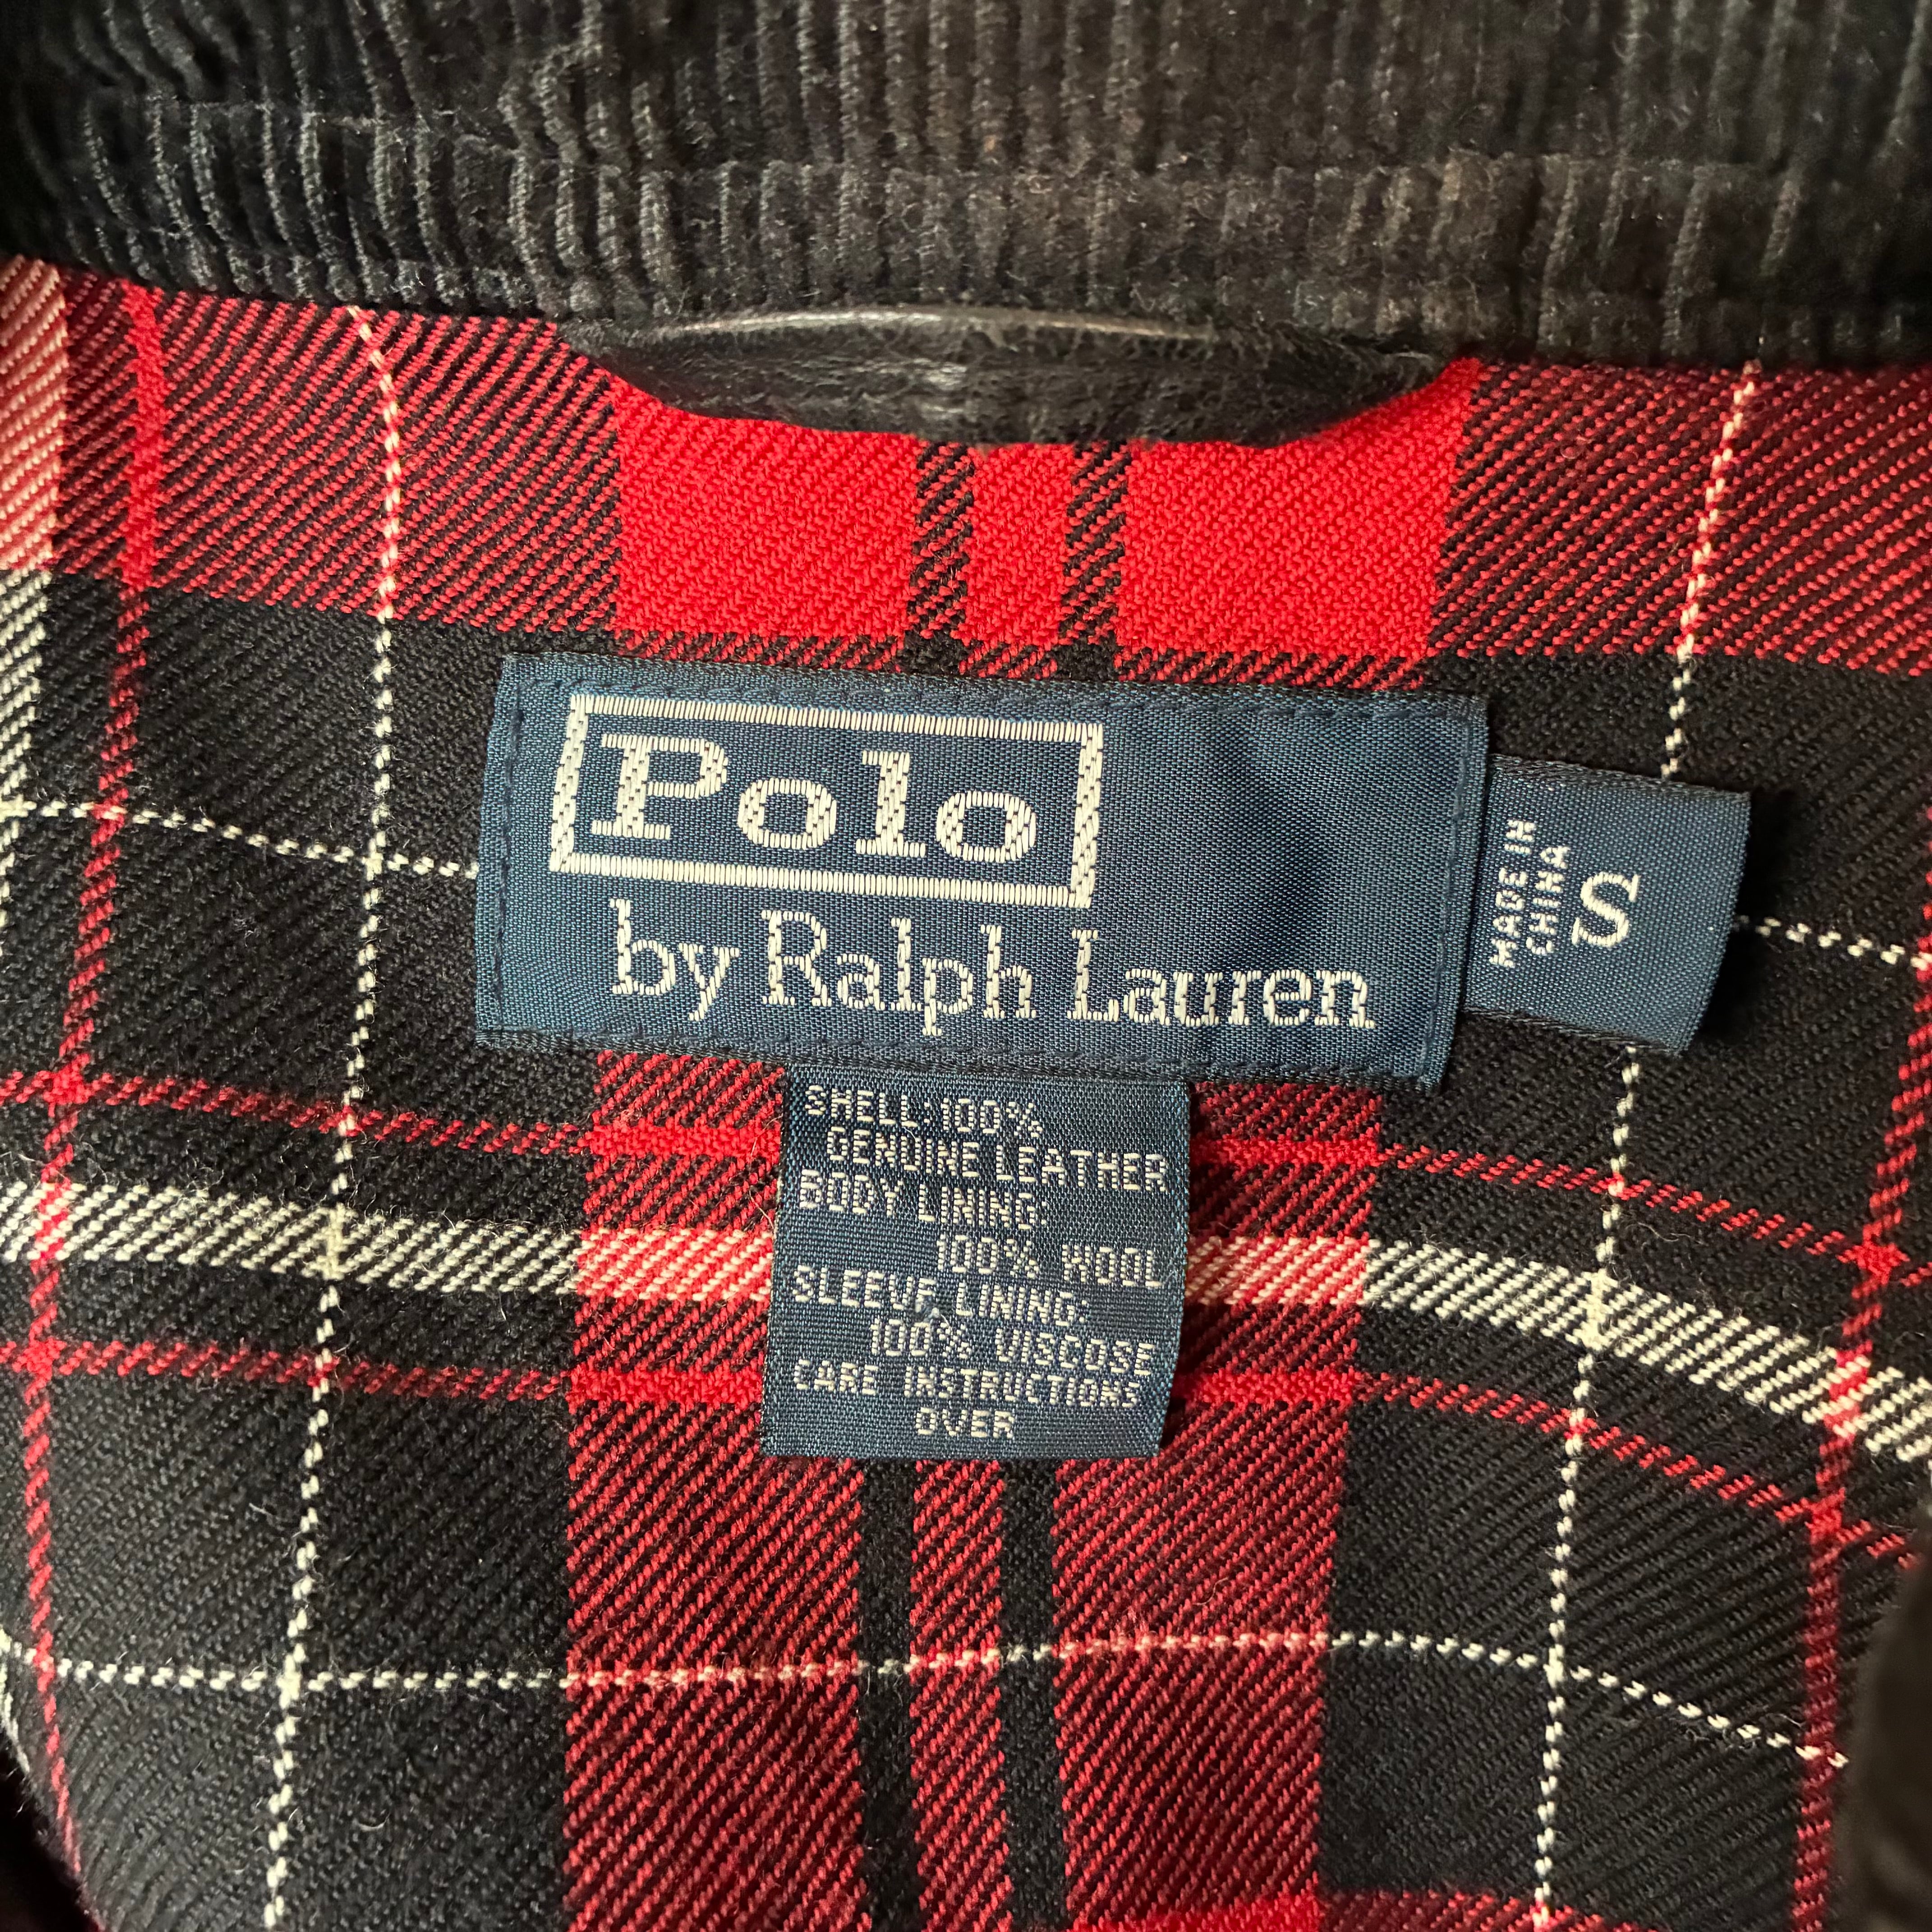 Polo
by Ralph Lauren
MADE IN
CHINA
S
SHELL: 100%
GENUINE LEATHER
BODY LINING:
100% WOOL
SLEEVE LINING:
100% VISCOSE
CARE INSTRUCTIONS
OVER